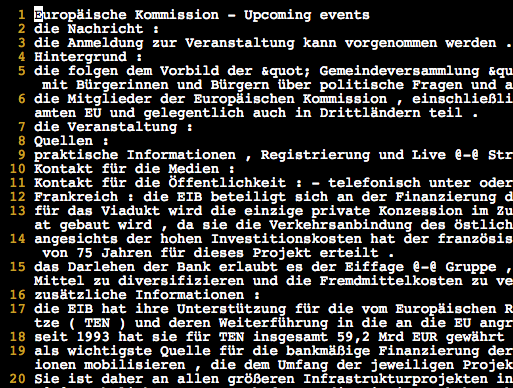 1 Europäische Kommission - Upcoming events
2 die Nachricht :
3 die Anmeldung zur Veranstaltung kann vorgenommen werden .
4 Hintergrund :
5 die folgen dem Vorbild der &quot; Gemeindeversammlung &qu
mit Bürgerinnen und Bürgern über politische Fragen und a
6 die Mitglieder der Europäischen Kommission , einschließli
amten EU und gelegentlich auch in Drittländern teil .
7 die Veranstaltung :
8 Quellen :
9 praktische Informationen , Registrierung und Live @-@ Str
10 Kontakt für die Medien :
11 Kontakt für die Öffentlichkeit : - telefonisch unter oder
12 Frankreich : die EIB beteiligt sich an der Finanzierung d
13 für das Viadukt wird die einzige private Konzession im Zu
at gebaut wird , da sie die Verkehrsanbindung des östlich
14 angesichts der hohen Investitionskosten hat der französis
von 75 Jahren für dieses Projekt erteilt .
15 das Darlehen der Bank erlaubt es der Eiffage @-@ Gruppe ,
Mittel zu diversifizieren und die Fremdmittelkosten zu ve
16 zusätzliche Informationen :
17 die EIB hat ihre Unterstützung für die vom Europäischen R
tze ( TEN ) und deren Weiterführung in die an die EU angr
18 seit 1993 hat sie für TEN insgesamt 59,2 Mrd EUR gewährt
19 als wichtigste Quelle für die bankmäßige Finanzierung der
ionen mobilisieren , die dem Umfang der jeweiligen Projek
20 Sie ist daher an allen größeren Infrastrukturprojekten in